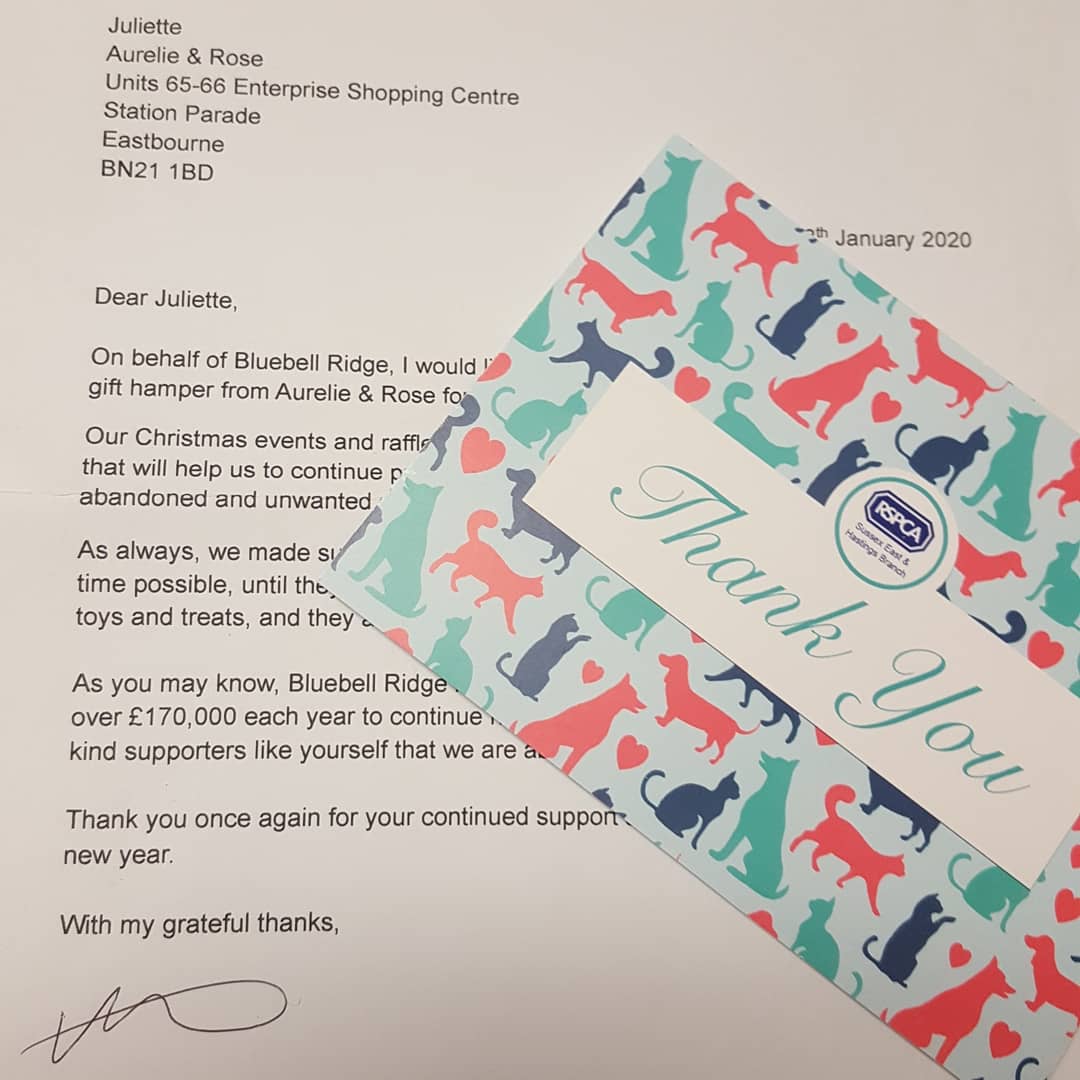 Juliette
Aurelie & Rose
Units 65-66 Enterprise Shopping Centre
Station Parade
Eastbourne
BN21 1BD
January 2020
Dear Juliette,
On behalf of Bluebell Ridge, I would
gift hamper from Aurelie & Rose
Our Christmas events and
that will help us to continue
abandoned and unwanted
As always, we made
time possible, until
toys and treats, and they
As you may know, Bluebell Ridge
over £170,000 each year to continue
kind supporters like yourself that we are
Thank you once again for your continued support
new year.
With my grateful thanks,
RSPCA
Sussex East &
Hastings Branch
Thank You